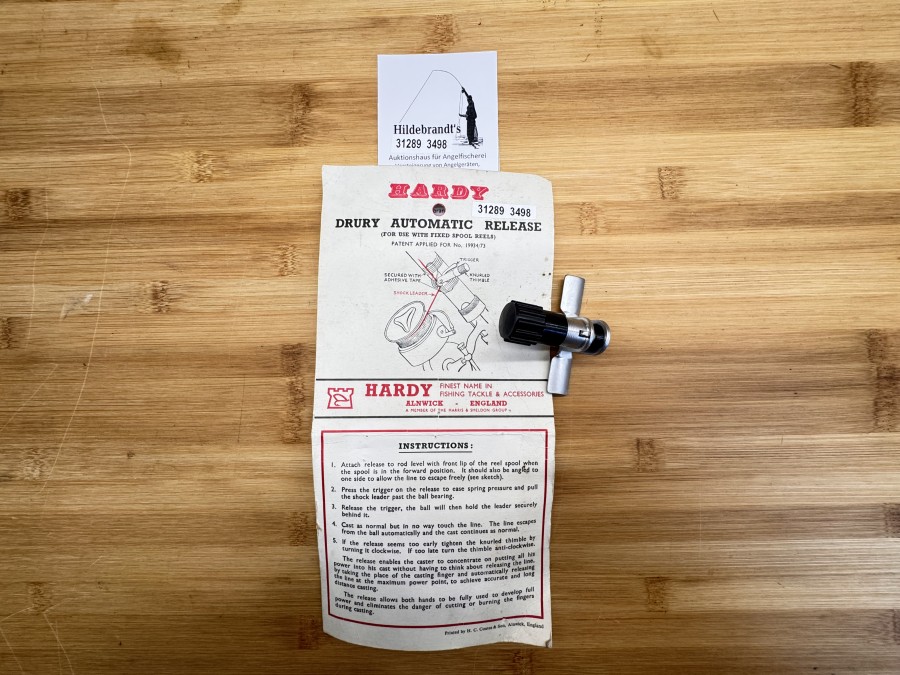 Hildebrandt's
31289 3498
Auktionshaus für Angelfischerei
von Angelgeräten,
HARDY
31289 3498
DRURY AUTOMATIC RELEASE
(FOR USE WITH FIXED SPOOL REELS)
PATENT APPLIED FOR No. 19934/73
TRIGGER
SECURED WITH
ADHESIVE TAPE
KNURLED
THIMBLE
SHOCK LEADER
HARDY
FINEST NAME IN
FISHING TACKLE & ACCESSORIES
ALNWICK - ENGLAND
A MEMBER OF THE HARRIS & SHELDON GROUP
INSTRUCTIONS:
1. Attach release to rod level with front lip of the reel spool when
the spool is in the forward position. It should also be angled to
one side to allow the line to escape freely (see sketch).
2. Press the trigger on the release to ease spring pressure and pull
the shock leader past the ball bearing.
3. Release the trigger, the ball will then hold the leader securely
behind it.
4. Cast as normal but in no way touch the line. The line escapes
from the ball automatically and the cast continues as normal.
5. If the release seems too early tighten the knurled thimble by
turning it clockwise. If too late turn the thimble anti-clockwise.
The release enables the caster to concentrate on putting all his
power into his cast without having to think about releasing the line,
by taking the place of the casting finger and automatically releasing
the line at the maximum power point, to achieve accurate and long
distance casting.
The release allows both hands to be fully used to develop full
power and eliminates the danger of cutting or burning the fingers
during casting.
Printed by H. C. Coates & Son, Alnwick, England